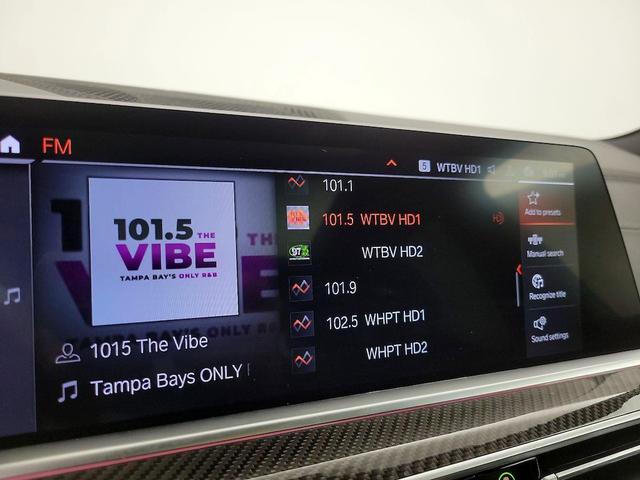 FM
5 WTBV HD1
101.5 THE
VIBE
TAMPA BAY'S ONLY R&B
1015 The Vibe
Tampa Bays ONLY
101.1
101.5 WTBV HD1
WTBV HD2
101.9
102.5 WHPT HD1
WHPT HD2
Add to presets
Manual search
Recognize title
Sound settings